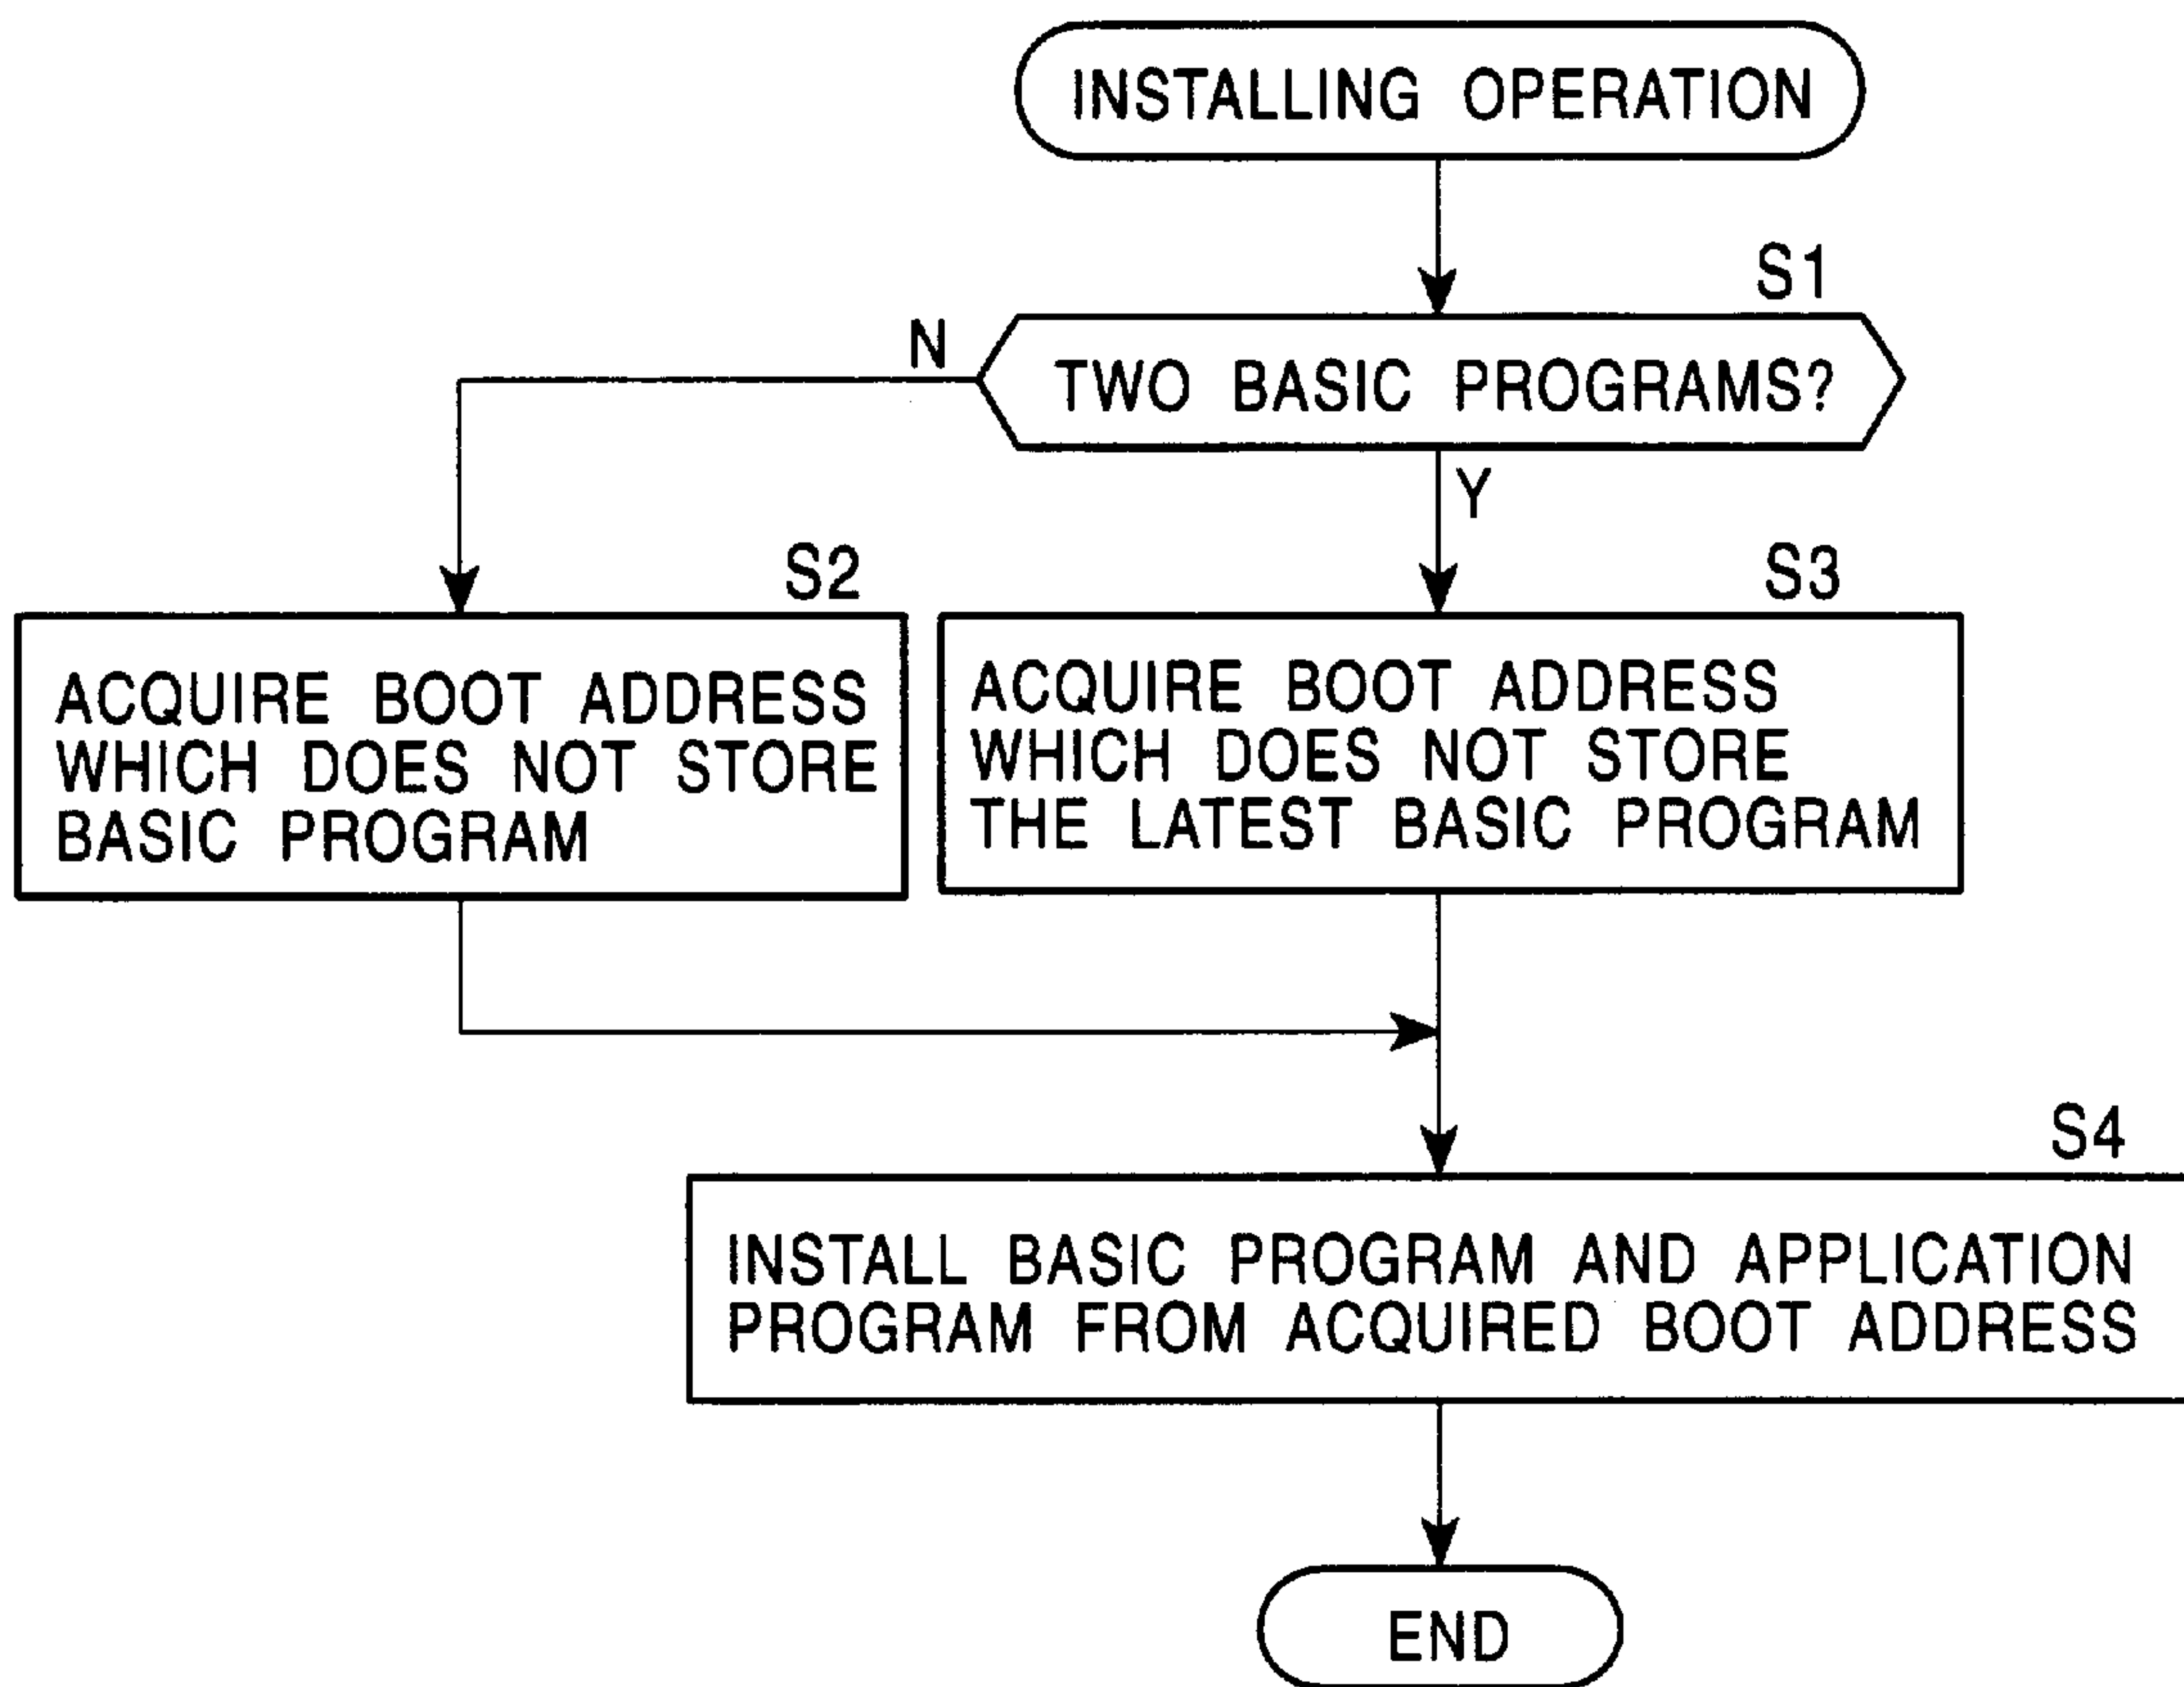 INSTALLING OPERATION
S1
N
TWO BASIC PROGRAMS?
Y
S2
ACQUIRE BOOT ADDRESS
WHICH DOES NOT STORE
BASIC PROGRAM
S3
ACQUIRE BOOT ADDRESS
WHICH DOES NOT STORE
THE LATEST BASIC PROGRAM
S4
INSTALL BASIC PROGRAM AND APPLICATION
PROGRAM FROM ACQUIRED BOOT ADDRESS
END